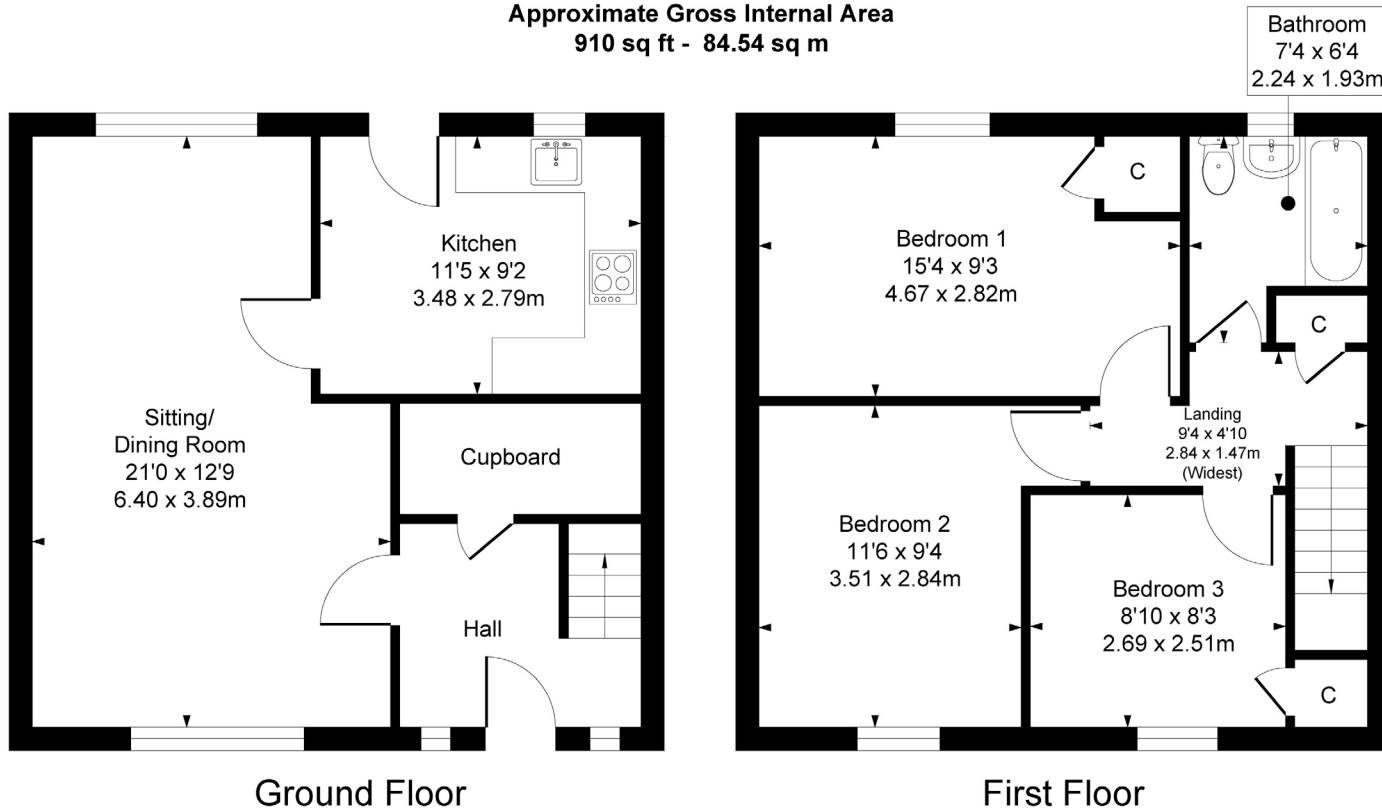 Approximate Gross Internal Area
910 sq ft - 84.54 sq m
Bathroom
7'4 x 6'4
2.24 x 1.93m
Kitchen
11'5 x 9'2
3.48 x 2.79m
Sitting/
Dining Room
21'0 x 12'9
6.40 x 3.89m
Cupboard
Hall
Ground Floor
C
Bedroom 1
15'4 x 9'3
4.67 x 2.82m
C
Landing
9'4 x 4'10
2.84 x 1.47m
(Widest)
Bedroom 2
11'6 x 9'4
3.51 x 2.84m
Bedroom 3
8'10 x 8'3
2.69 x 2.51m
C
First Floor